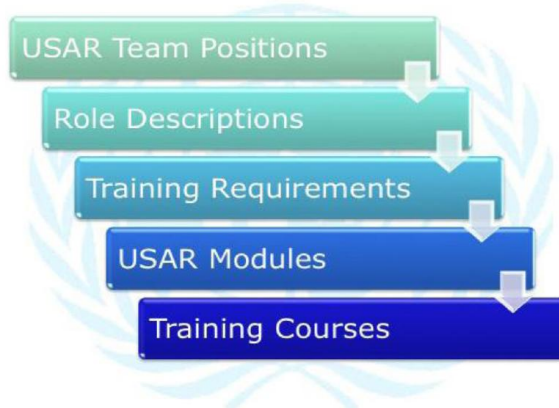 USAR Team Positions
Role Descriptions
Training Requirements
USAR Modules
Training Courses